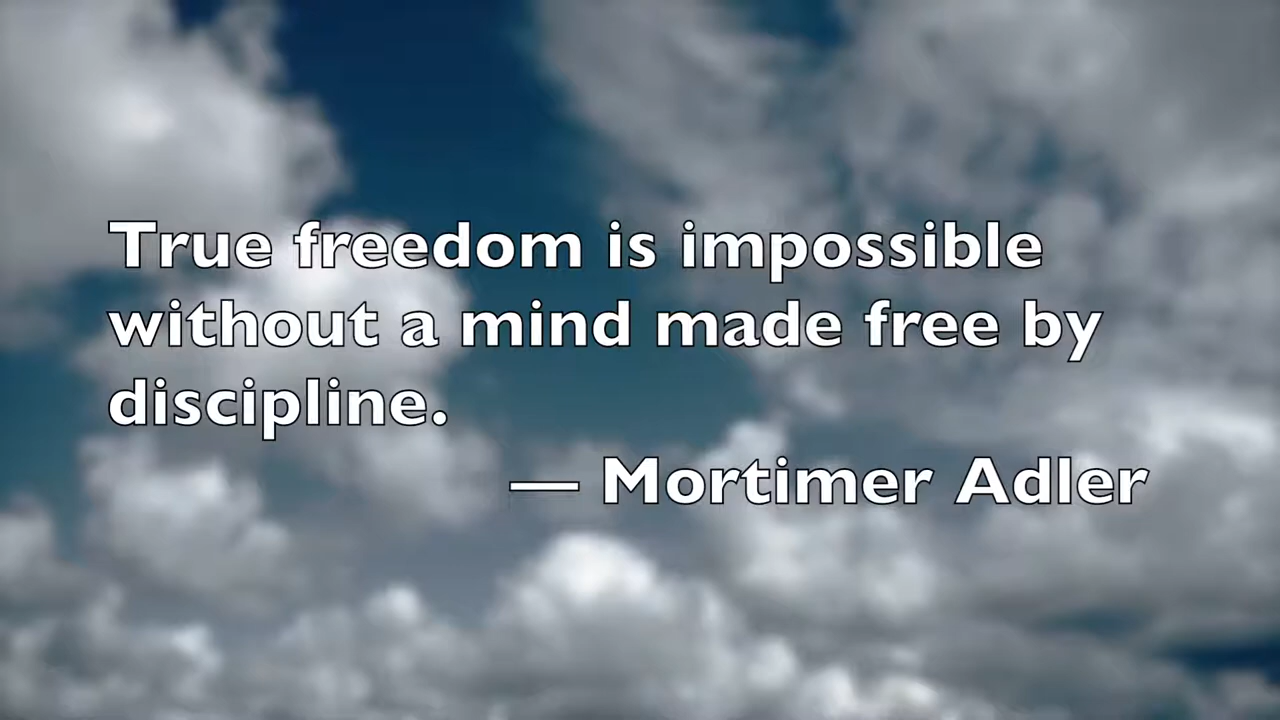 True freedom is impossible
without a mind made free by
discipline.
— Mortimer Adler